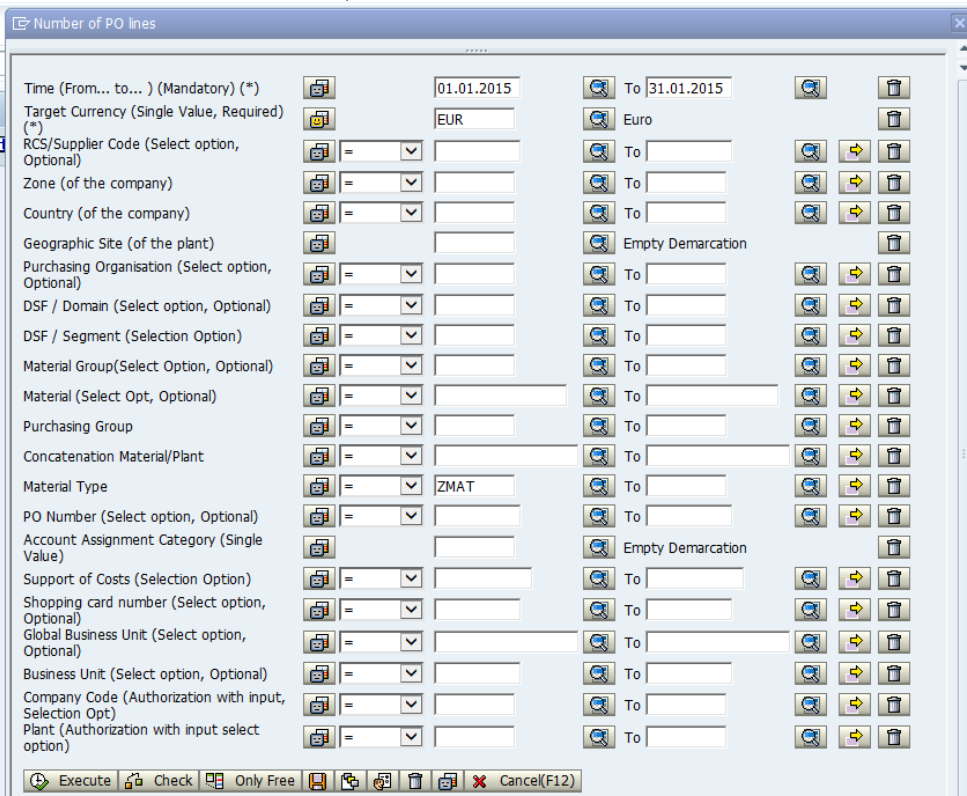 Number of PO lines
Time (From... to... ) (Mandatory) (*) 01.01.2015 To 31.01.2015
Target Currency (Single Value, Required)
(*) EUR Euro
RCS/Supplier Code (Select option,
Optional) = To
Zone (of the company) = To
Country (of the company) = To
Geographic Site (of the plant) Empty Demarcation
Purchasing Organisation (Select option,
Optional) = To
DSF / Domain (Select option, Optional) = To
DSF / Segment (Selection Option) = To
Material Group(Select Option, Optional) = To
Material (Select Opt, Optional) = To
Purchasing Group = To
Concatenation Material/Plant = To
Material Type = ZMAT To
PO Number (Select option, Optional) = To
Account Assignment Category (Single
Value) Empty Demarcation
Support of Costs (Selection Option) = To
Shopping card number (Select option,
Optional) = To
Global Business Unit (Select option,
Optional) = To
Business Unit (Select option, Optional) = To
Company Code (Authorization with input,
Selection Opt) = To
Plant (Authorization with input select
option) = To
Execute Check Only Free Cancel(F12)